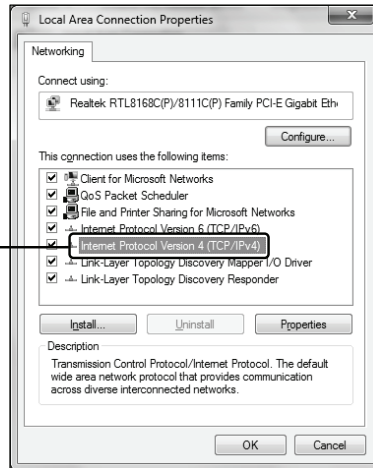 Local Area Connection Properties
x
Networking
Connect using:
Realtek RTL8168C(P)/8111C(P) Family PCI-E Gigabit Eth
Configure...
This connection uses the following items:
Client for Microsoft Networks
QoS Packet Scheduler
File and Printer Sharing for Microsoft Networks
Internet Protocol Version 6 (TCP/IPv6)
Internet Protocol Version 4 (TCP/IPv4)
Link-Layer Topology Discovery Mapper I/O Driver
Link-Layer Topology Discovery Responder
Install...
Uninstall
Properties
Description
Transmission Control Protocol/Internet Protocol. The default
wide area network protocol that provides communication
across diverse interconnected networks.
OK
Cancel